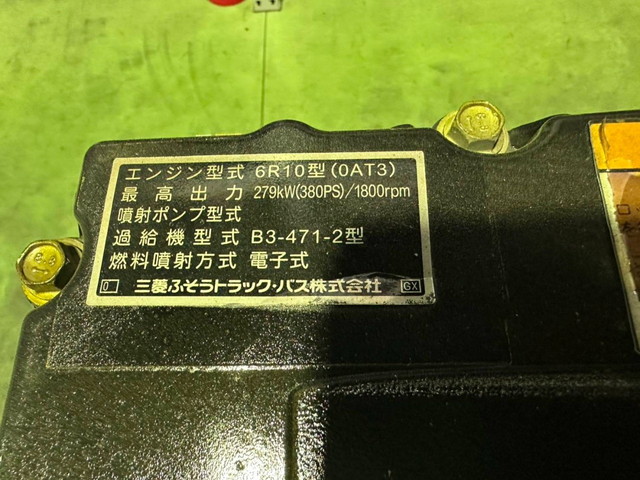 エンジン型式 6R10型(0AT3)
最高出力 279kW(380PS)/1800rpm
噴射ポンプ型式
過給機型式 B3-471-2型
燃料噴射方式 電子式
0 三菱ふそうトラック・バス株式会社 GX